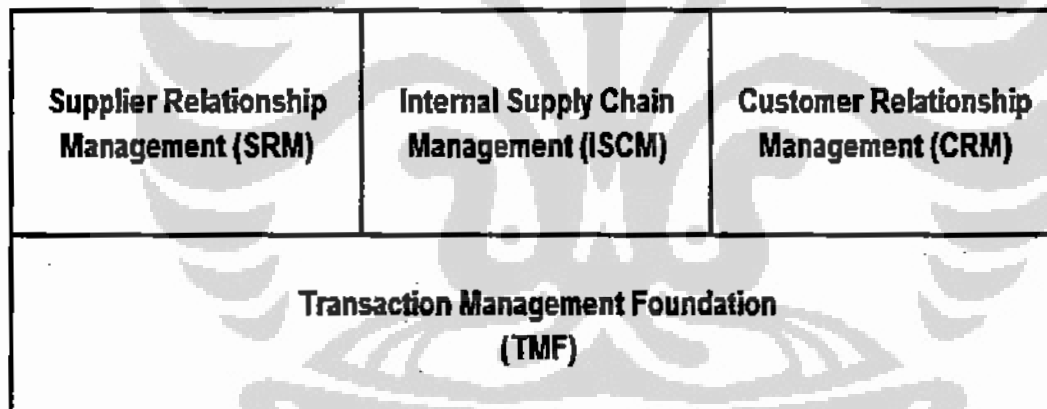 Supplier Relationship
Management (SRM)
Internal Supply Chain
Management (ISCM)
Customer Relationship
Management (CRM)
Transaction Management Foundation
(TMF)